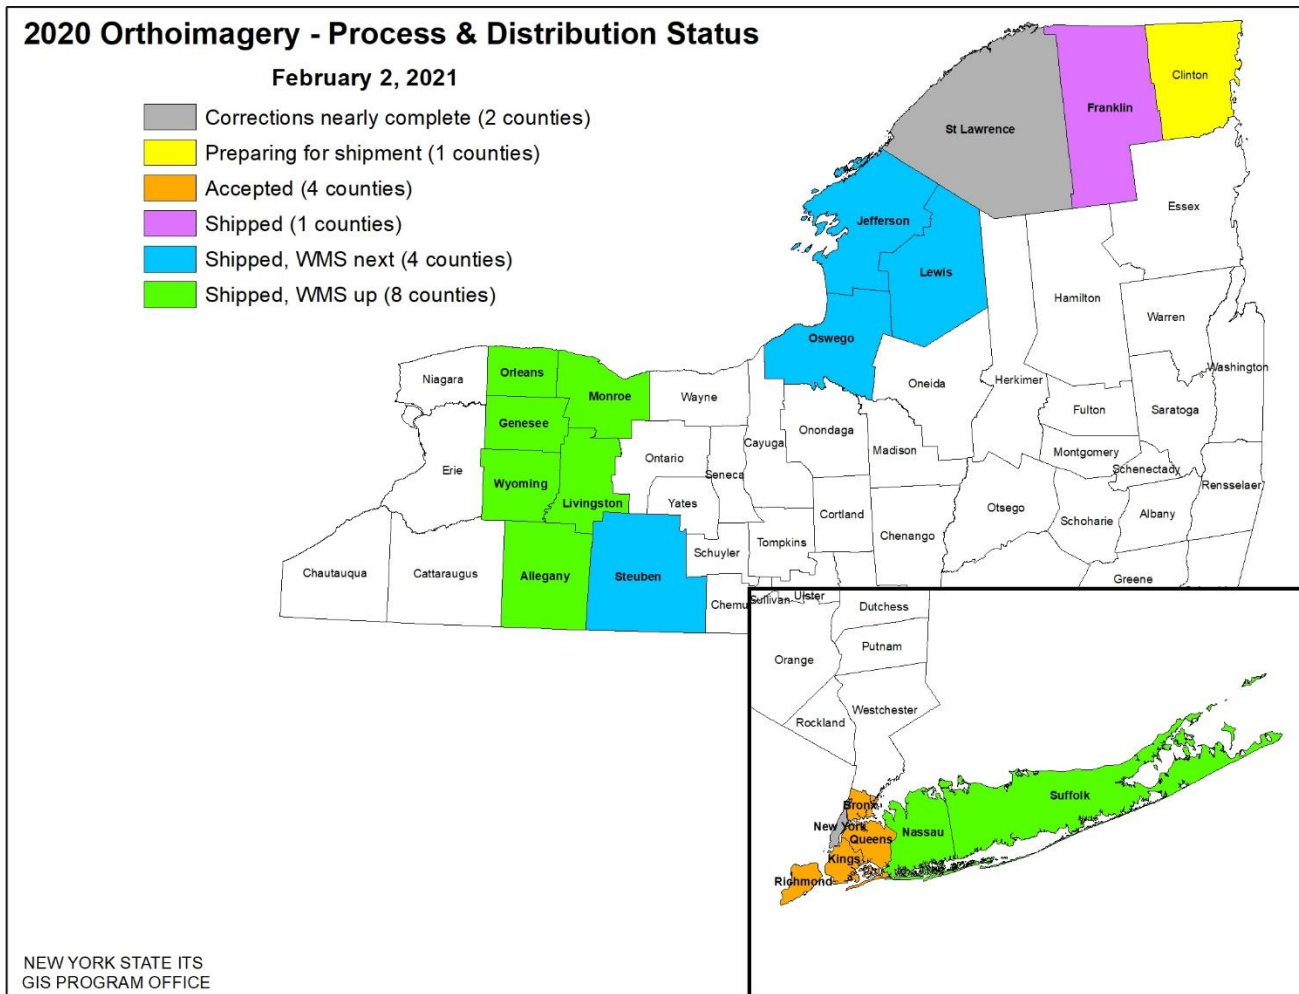 2020 Orthoimagery - Process & Distribution Status
February 2, 2021
Corrections nearly complete (2 counties)
Preparing for shipment (1 counties)
Accepted (4 counties)
Shipped (1 counties)
Shipped, WMS next (4 counties)
Shipped, WMS up (8 counties)
Clinton
Franklin
St Lawrence
Essex
Jefferson
Lewis
Hamilton
Warren
Oswego
Washington
Orleans
Niagara
Monroe
Wayne
Oneida
Herkimer
Fulton
Saratoga
Genesee
Onondaga
Cayuga
Madison
Montgomery
Ontario
Erie
Seneca
Schenectady
Wyoming
Livingston
Yates
Rensselaer
Cortland
Otsego
Schoharie
Albany
Chenango
Schuyler
Tompkins
Chautauqua
Cattaraugus
Allegany
Steuben
Greene
Chemu
Sullivan
Ulster
Dutchess
Putnam
Orange
Westchester
Rockland
Bronx
Suffolk
New York
Nassau
Queens
Kings
Richmond
NEW YORK STATE ITS
GIS PROGRAM OFFICE